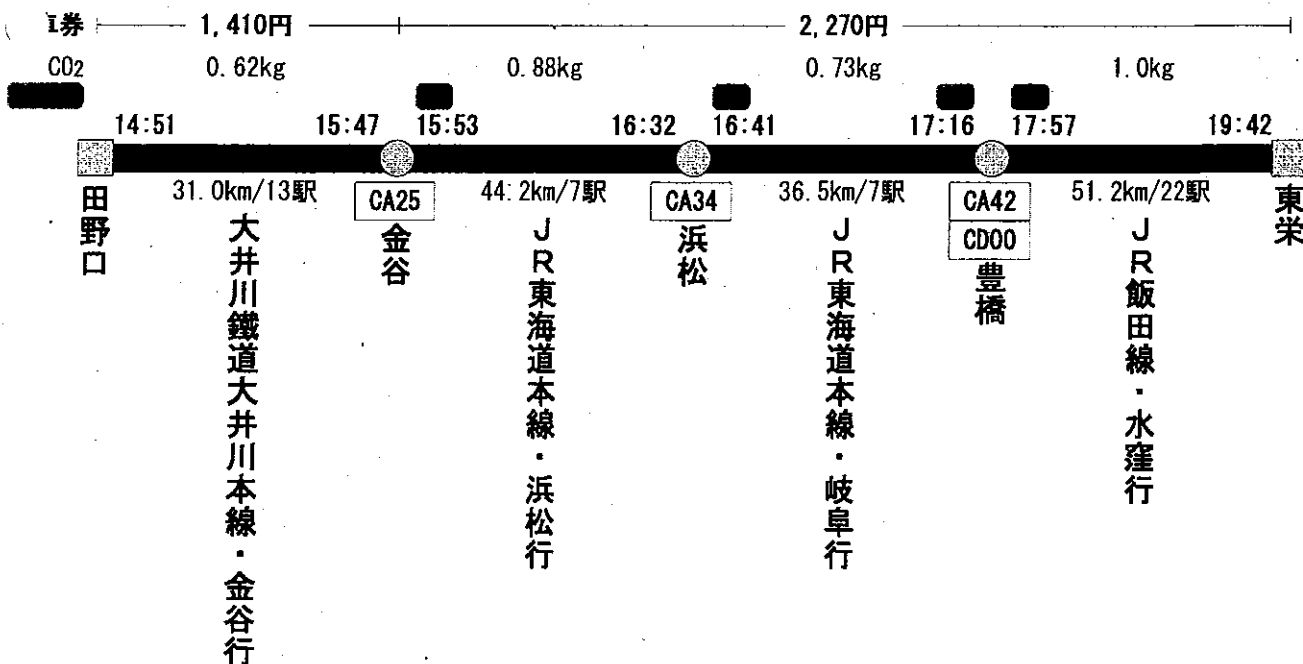 券 1,410円 2,270円
CO2 0.62kg 0.88kg 0.73kg 1.0kg
14:51 15:47 15:53 16:32 16:41 17:16 17:57 19:42
31.0km/13駅 44.2km/7駅 36.5km/7駅 51.2km/22駅
CA25 CA34 CA42
CD00
田野口
大井川鐵道大井川本線・金谷行
金谷
JR東海道本線・浜松行
浜松
JR東海道本線・岐阜行
豊橋
JR飯田線・水窪行
東栄